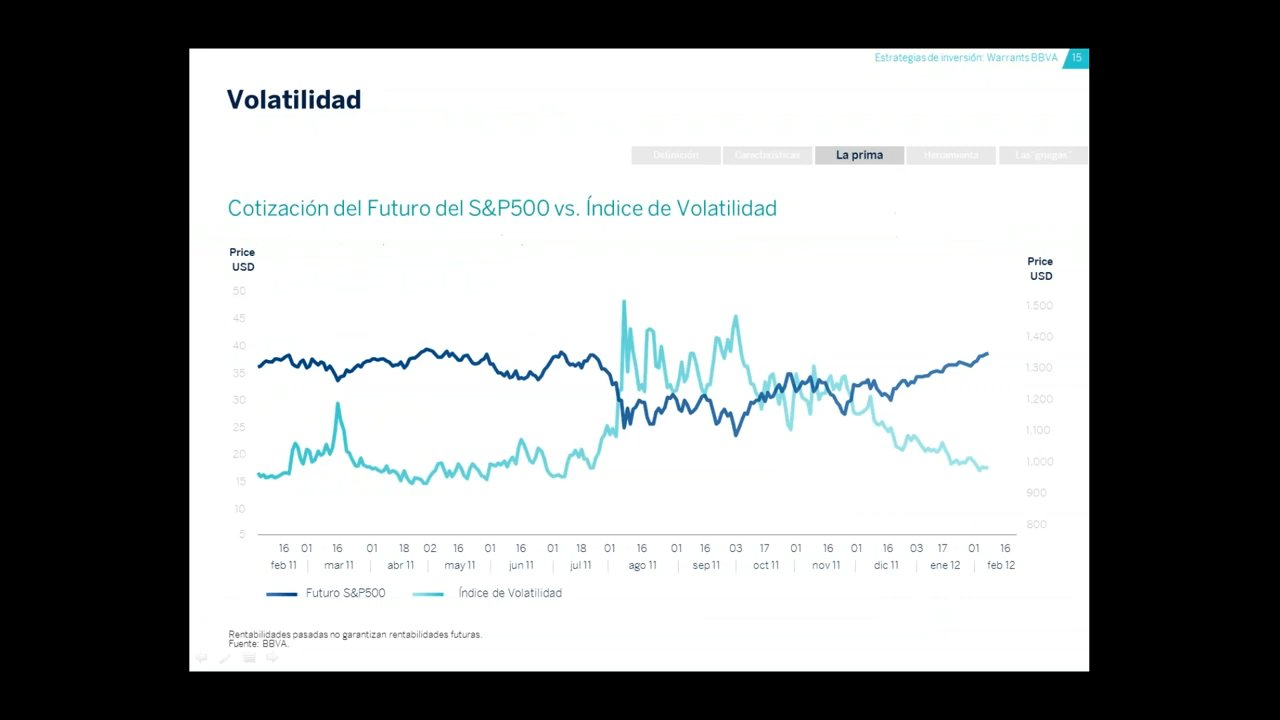 Estrategias de inversión: Warrants BBVA 15
Volatilidad
Definición Características La prima Herramienta Las "griegas"
Cotización del Futuro del S&P500 vs. Índice de Volatilidad
Price
USD
Price
USD
50
45
40
35
30
25
20
15
10
5
1.500
1.400
1.300
1.200
1.100
1.000
900
800
16 01 16 01 18 02 16 01 16 01 18 01 16 01 16 03 17 01 16 01 16 03 17 01 16
feb 11 mar 11 abr 11 may 11 jun 11 jul 11 ago 11 sep 11 oct 11 nov 11 dic 11 ene 12 feb 12
Futuro S&P500 Índice de Volatilidad
Rentabilidades pasadas no garantizan rentabilidades futuras.
Fuente: BBVA.